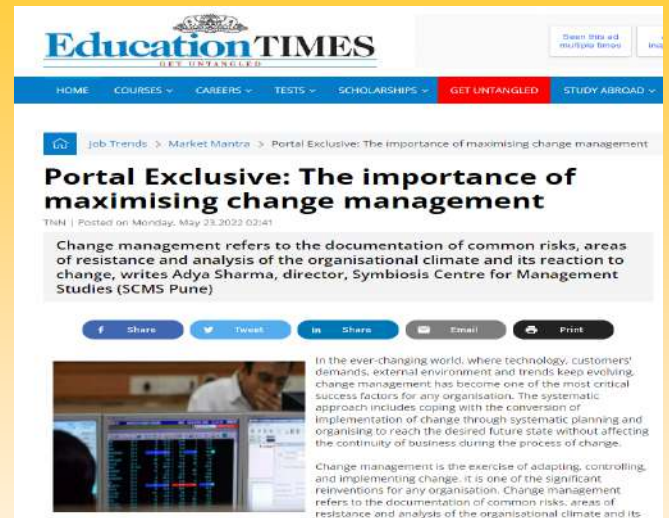 Education TIMES
GET UNTANGLED
Seen this ad
multiple times
HOME COURSES CAREERS TESTS SCHOLARSHIPS GET UNTANGLED STUDY ABROAD
Job Trends > Market Mantra > Portal Exclusive: The importance of maximising change management
Portal Exclusive: The importance of
maximising change management
TNN | Posted on Monday, May 23,2022 02:41
Change management refers to the documentation of common risks, areas
of resistance and analysis of the organisational climate and its reaction to
change, writes Adya Sharma, director, Symbiosis Centre for Management
Studies (SCMS Pune)
f Share Tweet in Share Email Print
In the ever-changing world, where technology, customers'
demands, external environment and trends keep evolving,
change management has become one of the most critical
success factors for any organisation. The systematic
approach includes coping with the conversion of
implementation of change through systematic planning and
organising to reach the desired future state without affecting
the continuity of business during the process of change.
Change management is the exercise of adapting, controlling,
and implementing change. it is one of the significant
reinventions for any organisation. Change management
refers to the documentation of common risks, areas of
resistance and analysis of the organisational climate and its